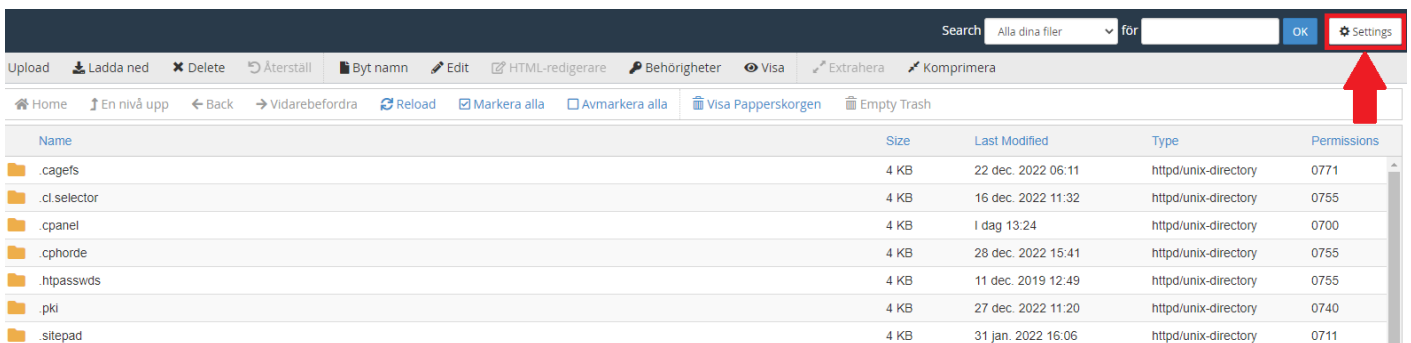 Search Alla dina filer för OK Settings
Upload Ladda ned Delete Återställ Byt namn Edit HTML-redigerare Behörigheter Visa Extrahera Komprimera
Home En nivå upp Back Vidarebefordra Reload Markera alla Avmarkera alla Visa Papperskorgen Empty Trash
Name Size Last Modified Type Permissions
.cagefs 4 KB 22 dec. 2022 06:11 httpd/unix-directory 0771
.cl.selector 4 KB 16 dec. 2022 11:32 httpd/unix-directory 0755
.cpanel 4 KB I dag 13:24 httpd/unix-directory 0700
.cphorde 4 KB 28 dec. 2022 15:41 httpd/unix-directory 0755
.htpasswds 4 KB 11 dec. 2019 12:49 httpd/unix-directory 0755
.pki 4 KB 27 dec. 2022 11:20 httpd/unix-directory 0740
.sitepad 4 KB 31 jan. 2022 16:06 httpd/unix-directory 0711